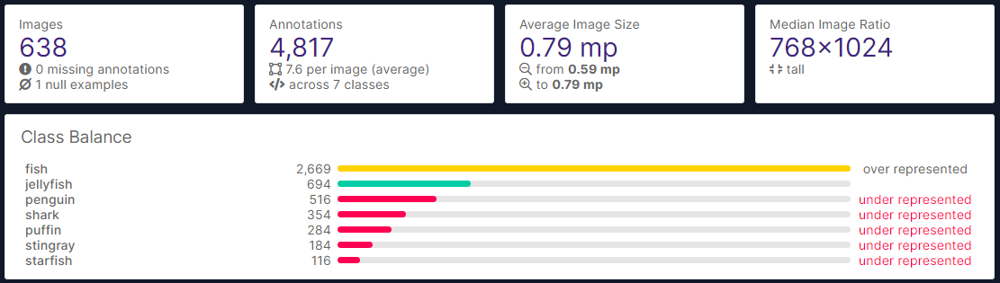 Images
638
0 missing annotations
1 null examples
Annotations
4,817
7.6 per image (average)
across 7 classes
Average Image Size
0.79 mp
from 0.59 mp
to 0.79 mp
Median Image Ratio
768×1024
tall
Class Balance
fish 2,669 over represented
jellyfish 694
penguin 516 under represented
shark 354 under represented
puffin 284 under represented
stingray 184 under represented
starfish 116 under represented